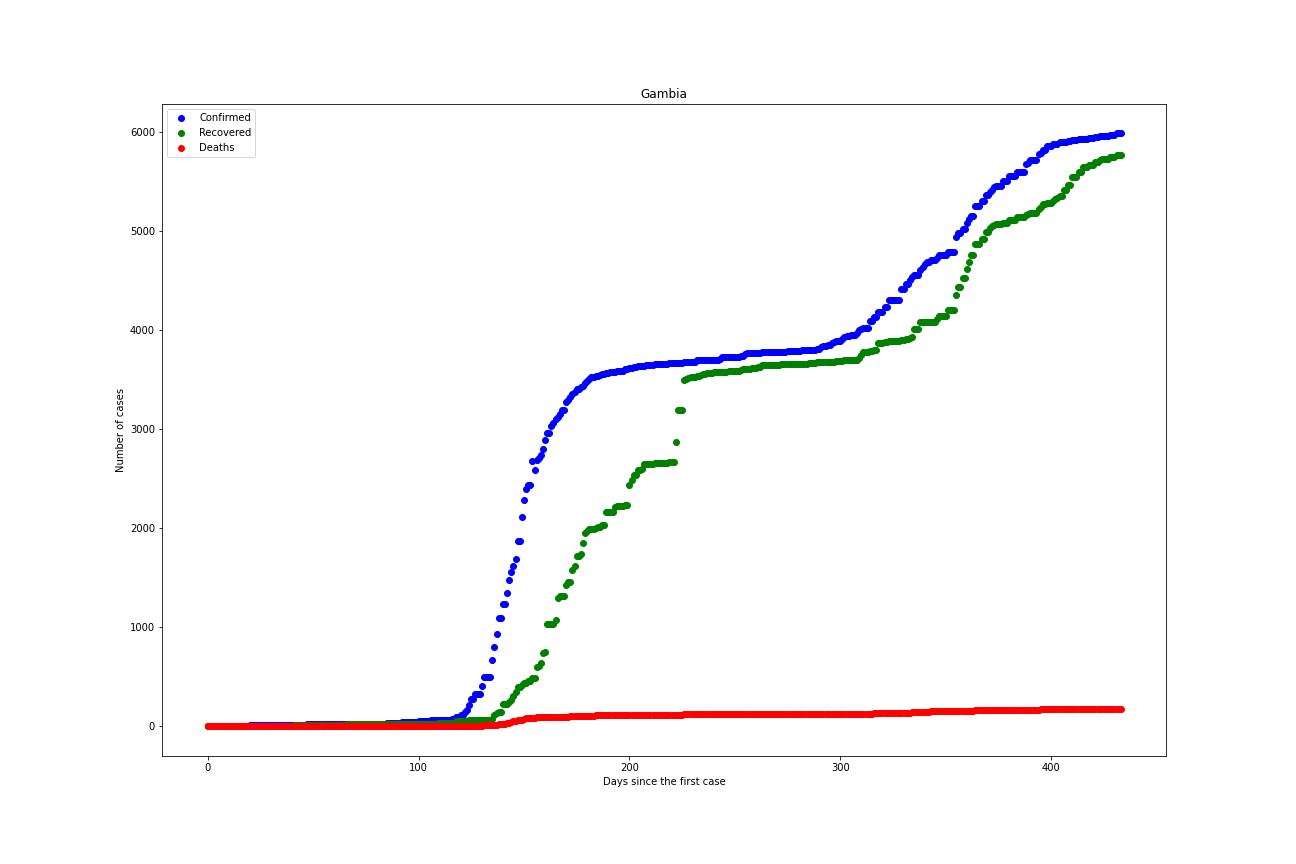 Gambia
Confirmed
Recovered
Deaths
6000
5000
4000
3000
2000
1000
0
Number of cases
0 100 200 300 400
Days since the first case